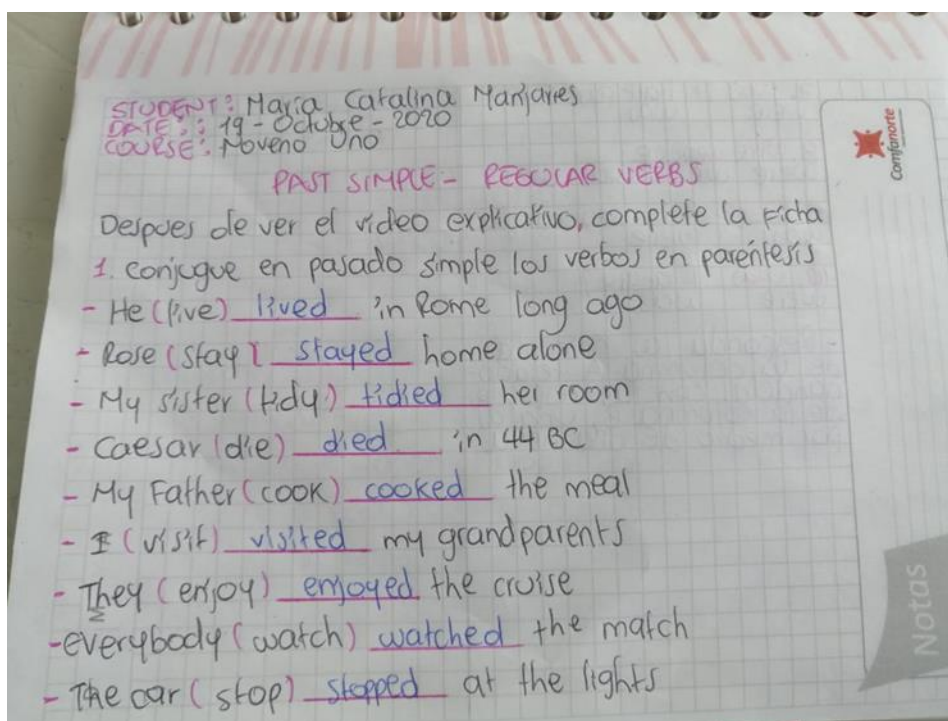 STUDENT: María Catalina Manjarres
DATE: : 19 - Octubre - 2020
COURSE: Noveno Uno
PAST SIMPLE - REGULAR VERBS
Despues de ver el video explicativo, complete la Ficha
1. conjugue en pasado simple los verbos en paréntesis
- He (live) lived in Rome long ago
- Rose (stay) stayed home alone
- My sister (tidy) tidied her room
- Caesar (die) died in 44 BC
- My Father (cook) cooked the meal
- I (visit) visited my grandparents
- They (enjoy) enjoyed the cruise
- everybody (watch) watched the match
- The car (stop) stopped at the lights
Comfanorte
Notas